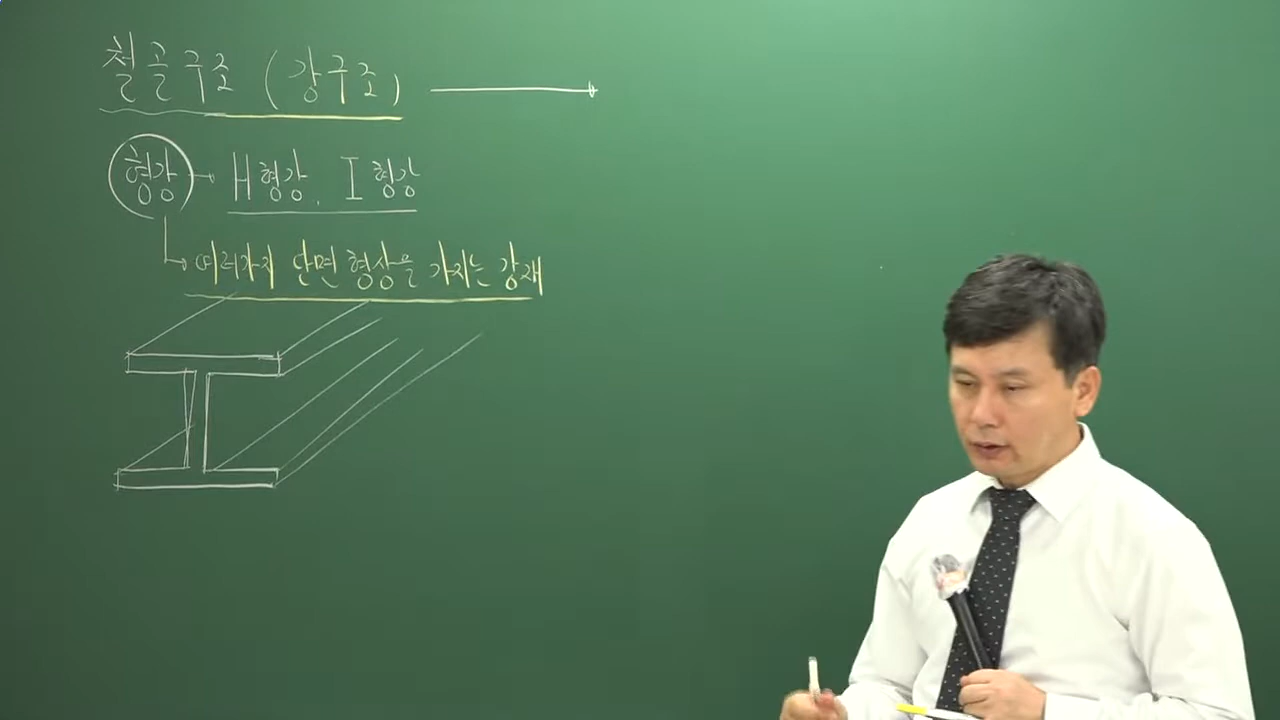 철골구조 (강구조) →
형강 → H형강, I형강
→ 여러가지 단면 형상을 가지는 강재